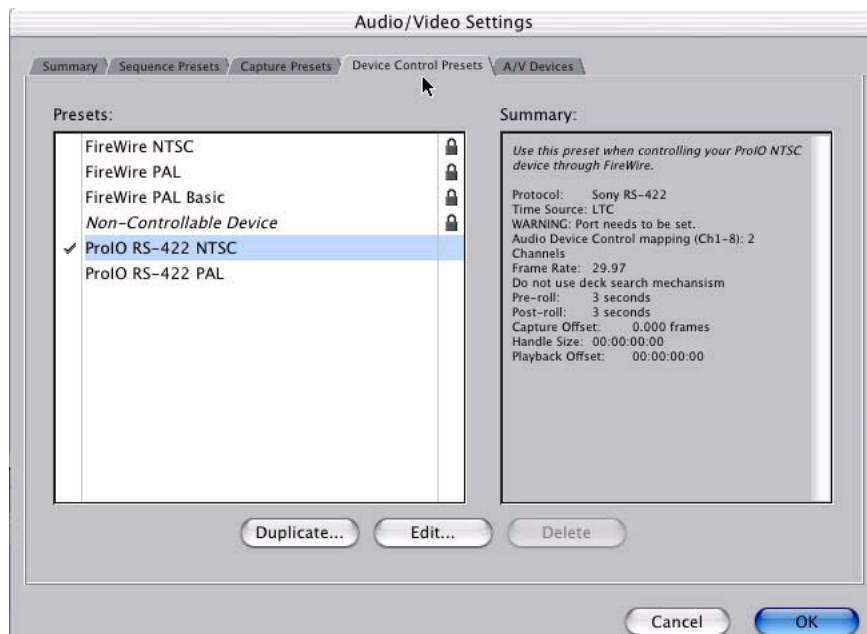 Audio/Video Settings
Summary
Sequence Presets
Capture Presets
Device Control Presets
A/V Devices
Presets:
FireWire NTSC
FireWire PAL
FireWire PAL Basic
Non-Controllable Device
ProIO RS-422 NTSC
ProIO RS-422 PAL
Summary:
Use this preset when controlling your ProIO NTSC
device through FireWire.
Protocol: Sony RS-422
Time Source: LTC
WARNING: Port needs to be set.
Audio Device Control mapping (Ch1-8): 2
Channels
Frame Rate: 29.97
Do not use deck search mechansism
Pre-roll: 3 seconds
Post-roll: 3 seconds
Capture Offset: 0.000 frames
Handle Size: 00:00:00:00
Playback Offset: 00:00:00:00
Duplicate...
Edit...
Delete
Cancel
OK